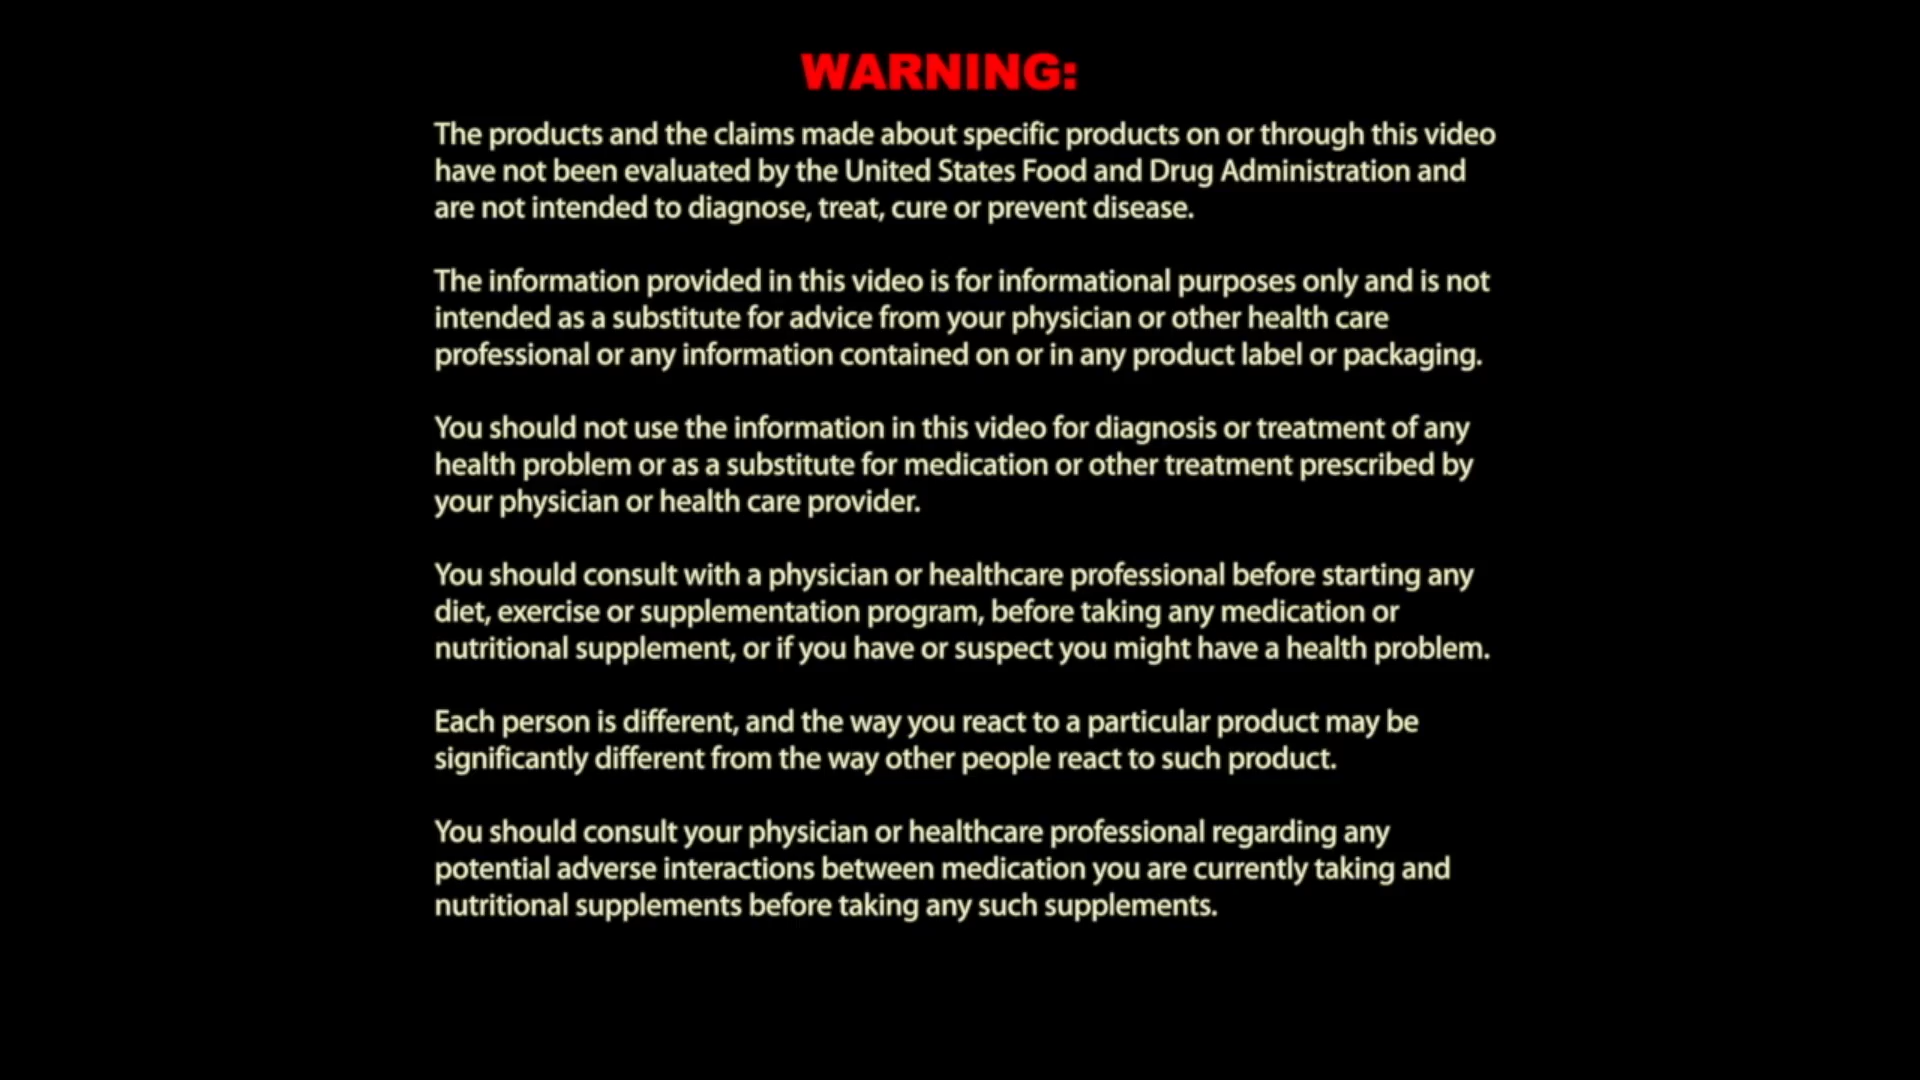 WARNING:
The products and the claims made about specific products on or through this video
have not been evaluated by the United States Food and Drug Administration and
are not intended to diagnose, treat, cure or prevent disease.
The information provided in this video is for informational purposes only and is not
intended as a substitute for advice from your physician or other health care
professional or any information contained on or in any product label or packaging.
You should not use the information in this video for diagnosis or treatment of any
health problem or as a substitute for medication or other treatment prescribed by
your physician or health care provider.
You should consult with a physician or healthcare professional before starting any
diet, exercise or supplementation program, before taking any medication or
nutritional supplement, or if you have or suspect you might have a health problem.
Each person is different, and the way you react to a particular product may be
significantly different from the way other people react to such product.
You should consult your physician or healthcare professional regarding any
potential adverse interactions between medication you are currently taking and
nutritional supplements before taking any such supplements.